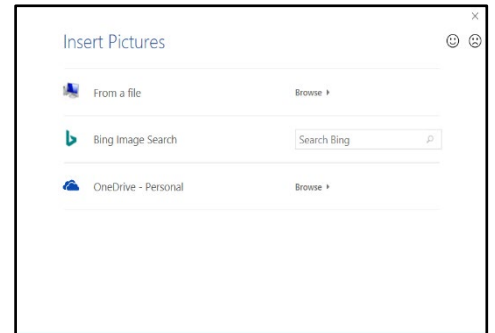 Insert Pictures
From a file Browse
Bing Image Search Search Bing
OneDrive - Personal Browse